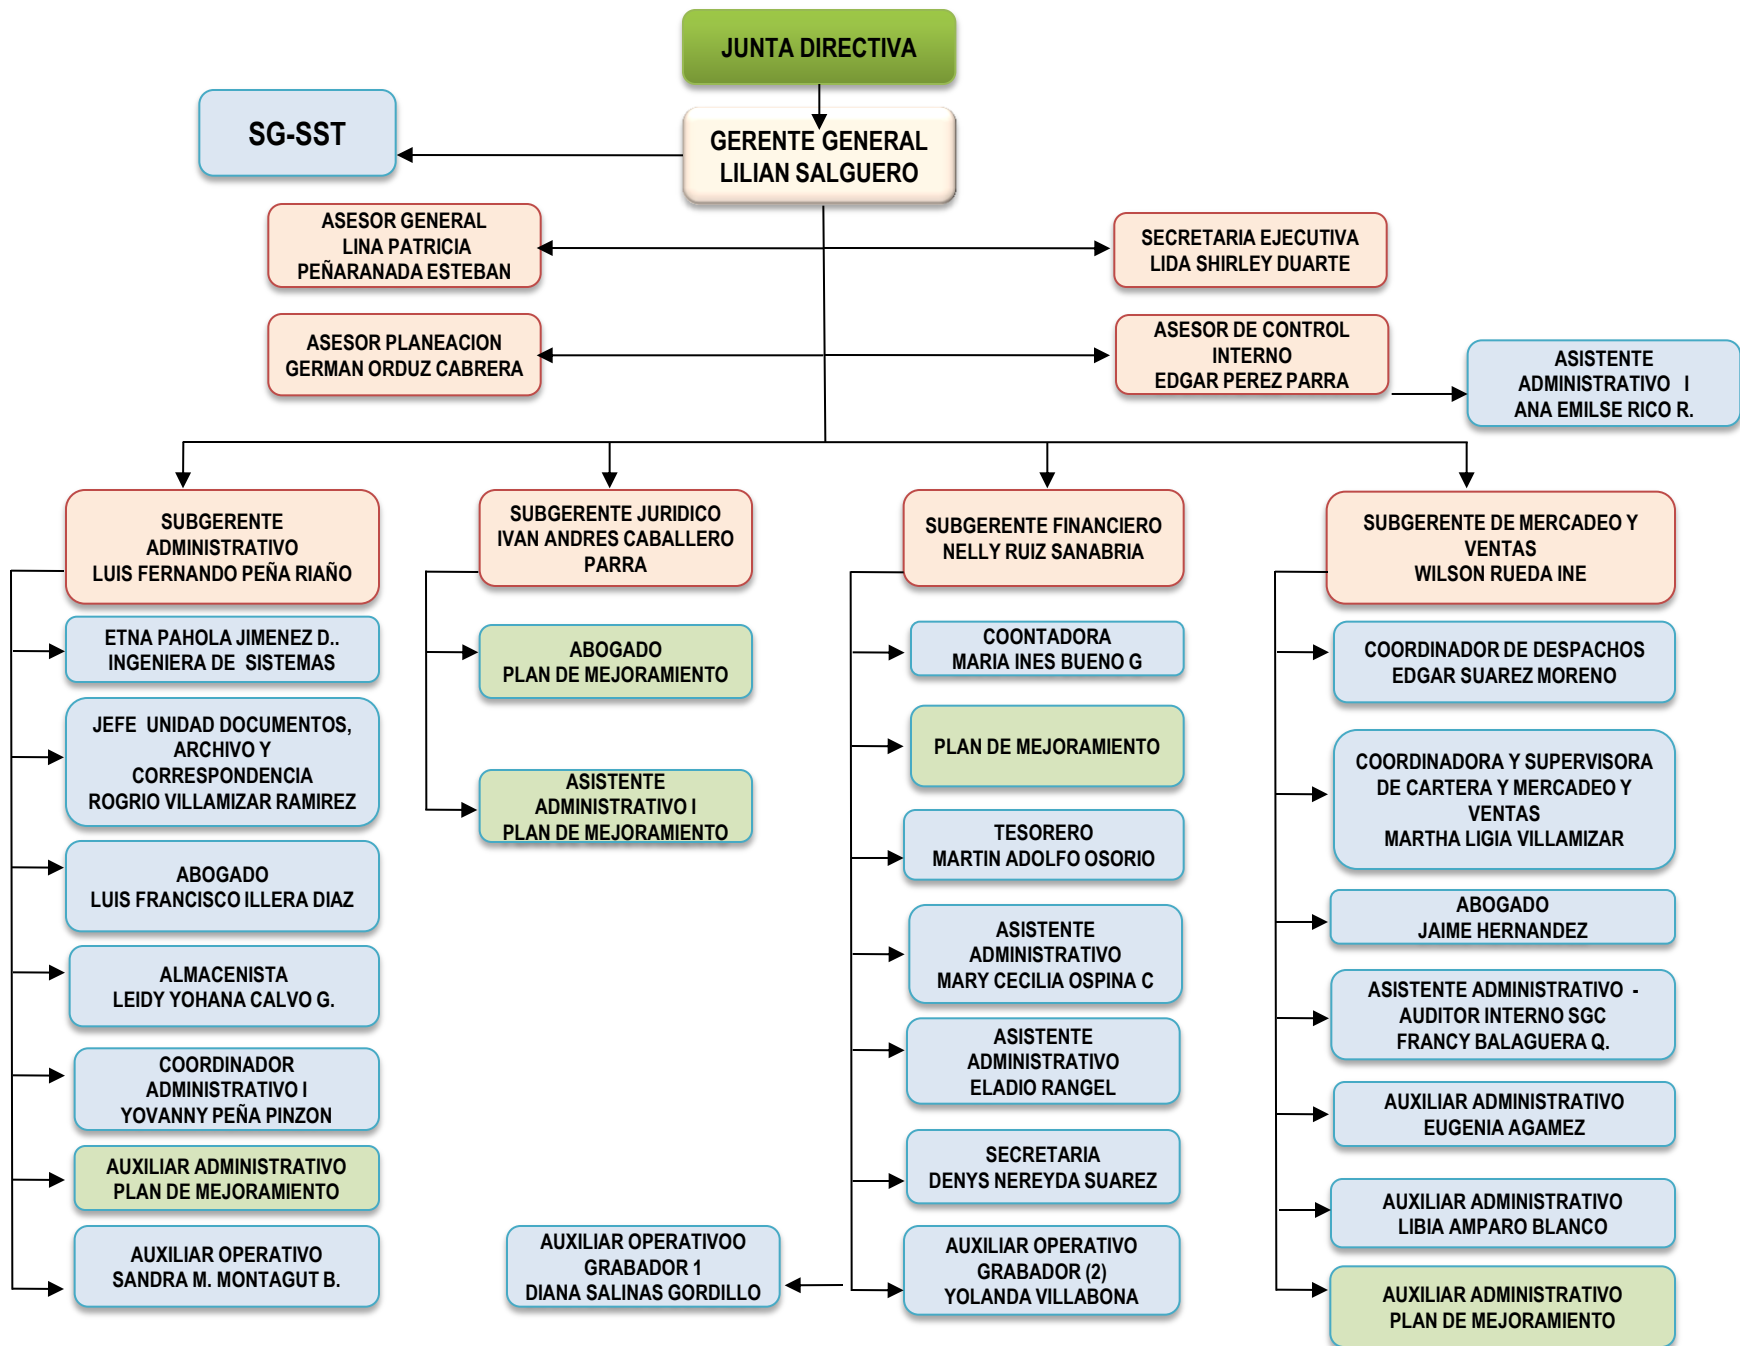 JUNTA DIRECTIVA
SG-SST
GERENTE GENERAL
LILIAN SALGUERO
ASESOR GENERAL
LINA PATRICIA
PEÑARANADA ESTEBAN
SECRETARIA EJECUTIVA
LIDA SHIRLEY DUARTE
ASESOR PLANEACION
GERMAN ORDUZ CABRERA
ASESOR DE CONTROL
INTERNO
EDGAR PEREZ PARRA
ASISTENTE
ADMINISTRATIVO I
ANA EMILSE RICO R.
SUBGERENTE
ADMINISTRATIVO
LUIS FERNANDO PEÑA RIAÑO
ETNA PAHOLA JIMENEZ D..
INGENIERA DE SISTEMAS
JEFE UNIDAD DOCUMENTOS,
ARCHIVO Y
CORRESPONDENCIA
ROGRIO VILLAMIZAR RAMIREZ
ABOGADO
LUIS FRANCISCO ILLERA DIAZ
ALMACENISTA
LEIDY YOHANA CALVO G.
COORDINADOR
ADMINISTRATIVO I
YOVANNY PEÑA PINZON
AUXILIAR ADMINISTRATIVO
PLAN DE MEJORAMIENTO
AUXILIAR OPERATIVO
SANDRA M. MONTAGUT B.
SUBGERENTE JURIDICO
IVAN ANDRES CABALLERO
PARRA
ABOGADO
PLAN DE MEJORAMIENTO
ASISTENTE
ADMINISTRATIVO I
PLAN DE MEJORAMIENTO
SUBGERENTE FINANCIERO
NELLY RUIZ SANABRIA
COONTADORA
MARIA INES BUENO G
PLAN DE MEJORAMIENTO
TESORERO
MARTIN ADOLFO OSORIO
ASISTENTE
ADMINISTRATIVO
MARY CECILIA OSPINA C
ASISTENTE
ADMINISTRATIVO
ELADIO RANGEL
SECRETARIA
DENYS NEREYDA SUAREZ
AUXILIAR OPERATIVOO
GRABADOR 1
DIANA SALINAS GORDILLO
AUXILIAR OPERATIVO
GRABADOR (2)
YOLANDA VILLABONA
SUBGERENTE DE MERCADEO Y
VENTAS
WILSON RUEDA INE
COORDINADOR DE DESPACHOS
EDGAR SUAREZ MORENO
COORDINADORA Y SUPERVISORA
DE CARTERA Y MERCADEO Y
VENTAS
MARTHA LIGIA VILLAMIZAR
ABOGADO
JAIME HERNANDEZ
ASISTENTE ADMINISTRATIVO -
AUDITOR INTERNO SGC
FRANCY BALAGUERA Q.
AUXILIAR ADMINISTRATIVO
EUGENIA AGAMEZ
AUXILIAR ADMINISTRATIVO
LIBIA AMPARO BLANCO
AUXILIAR ADMINISTRATIVO
PLAN DE MEJORAMIENTO